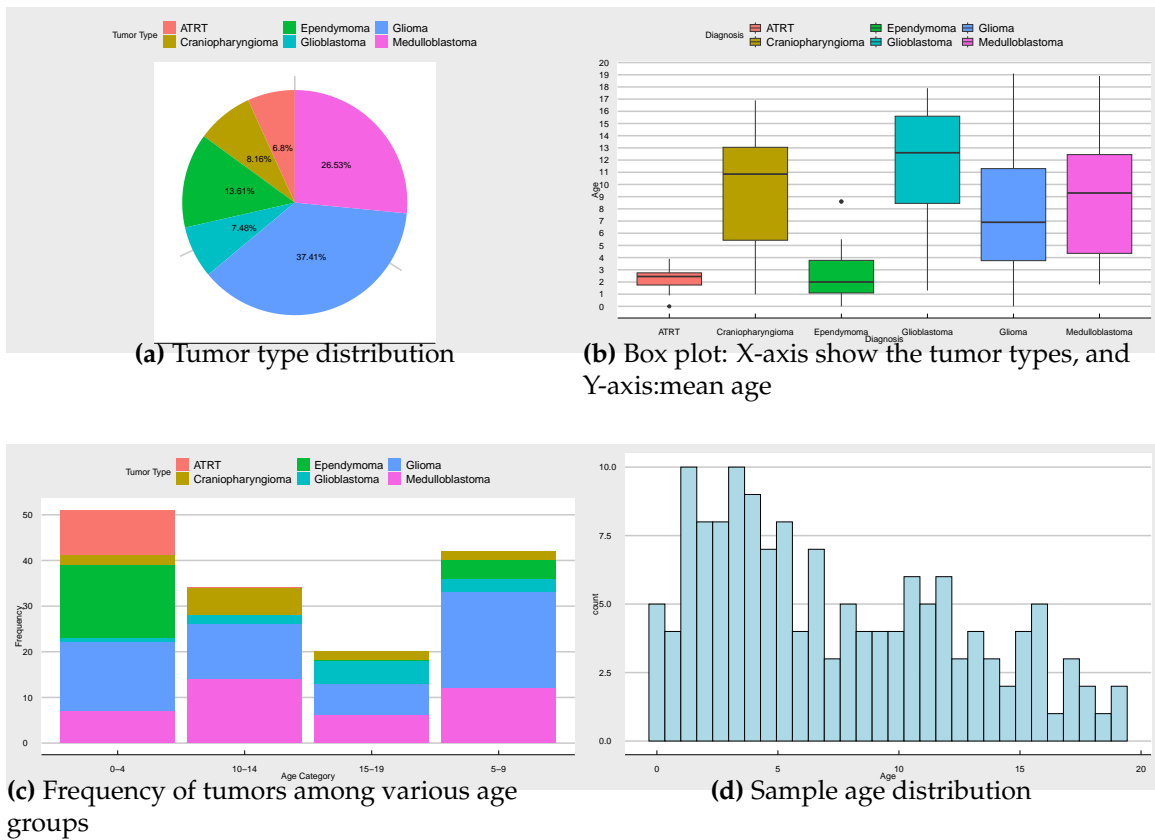 Tumor Type
ATRT
Craniopharyngioma
Ependymoma
Glioblastoma
Glioma
Medulloblastoma
6.8%
8.16%
26.53%
13.61%
7.48%
37.41%
(a) Tumor type distribution
Diagnosis
ATRT
Craniopharyngioma
Ependymoma
Glioblastoma
Glioma
Medulloblastoma
Age
20
19
18
17
16
15
14
13
12
11
10
9
8
7
6
5
4
3
2
1
0
ATRT Craniopharyngioma Ependymoma Glioblastoma Glioma Medulloblastoma
Diagnosis
(b) Box plot: X-axis show the tumor types, and
Y-axis:mean age
Tumor Type
ATRT
Craniopharyngioma
Ependymoma
Glioblastoma
Glioma
Medulloblastoma
Frequency
50
40
30
20
10
0
0–4 10–14 15–19 5–9
Age Category
(c) Frequency of tumors among various age
groups
count
10.0
7.5
5.0
2.5
0.0
0 5 10 15 20
Age
(d) Sample age distribution